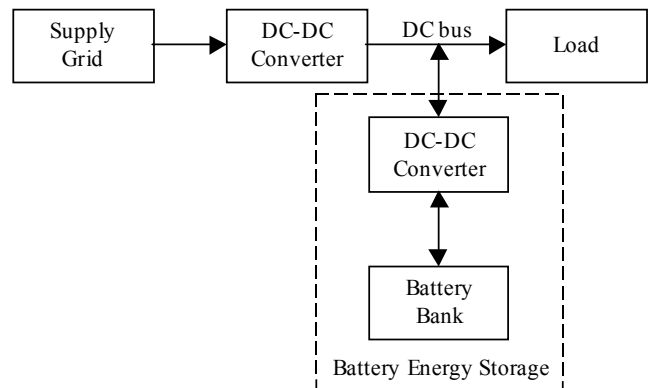 Supply
Grid
DC-DC
Converter
DC bus
Load
DC-DC
Converter
Battery
Bank
Battery Energy Storage